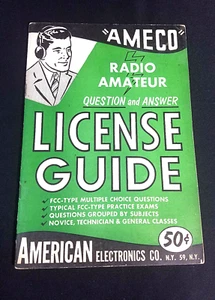 "AMECO"
RADIO
AMATEUR
QUESTION and ANSWER
LICENSE
GUIDE
FCC-TYPE MULTIPLE CHOICE QUESTIONS
TYPICAL FCC-TYPE PRACTICE EXAMS
QUESTIONS GROUPED BY SUBJECTS
NOVICE, TECHNICIAN & GENERAL CLASSES
50¢
AMERICAN ELECTRONICS CO. N.Y. 59, N.Y.